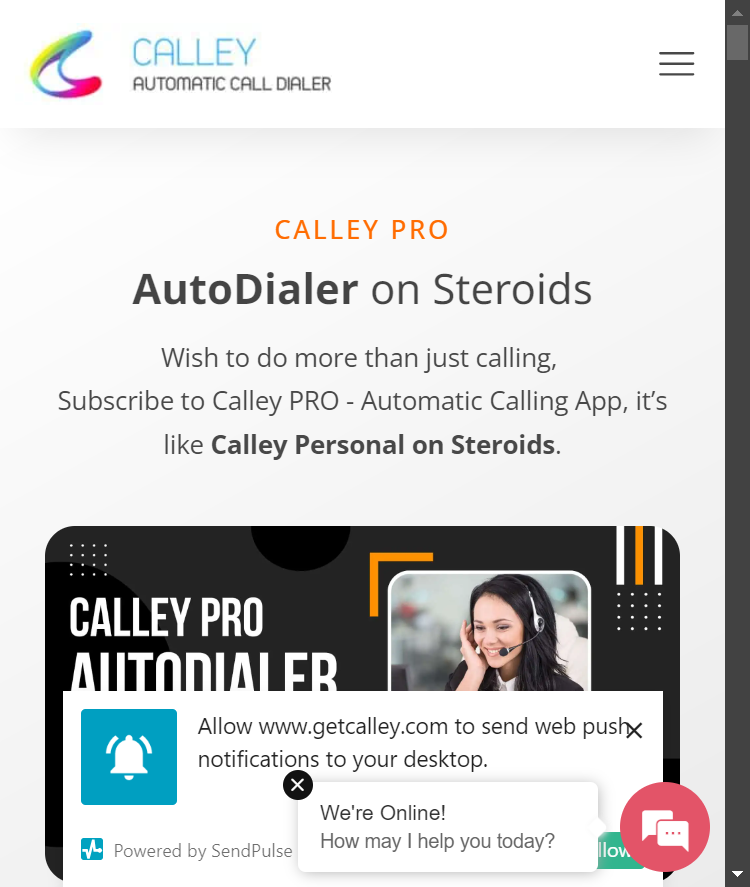 CALLEY
AUTOMATIC CALL DIALER
CALLEY PRO
AutoDialer on Steroids
Wish to do more than just calling,
Subscribe to Calley PRO - Automatic Calling App, it’s
like Calley Personal on Steroids.
CALLEY PRO
AUTODIALER
Allow www.getcalley.com to send web push
notifications to your desktop.
We're Online!
How may I help you today?
Powered by SendPulse